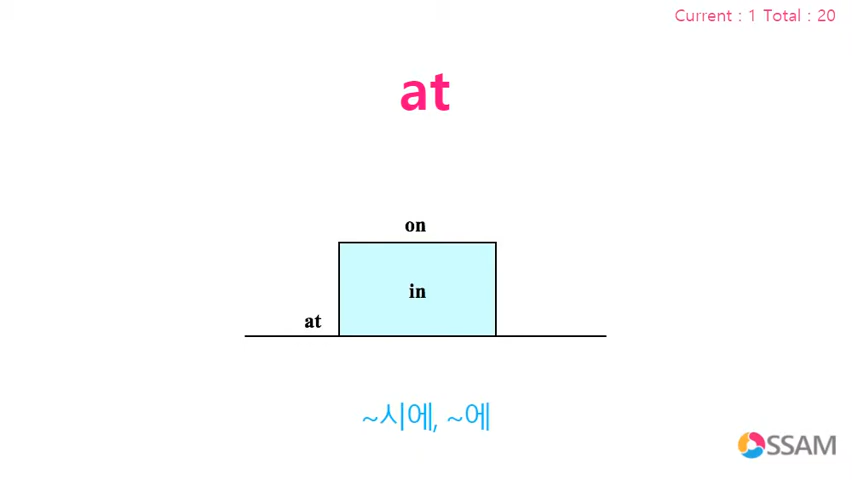 Current : 1 Total : 20
at
on
in
at
~시에, ~에
SSAM